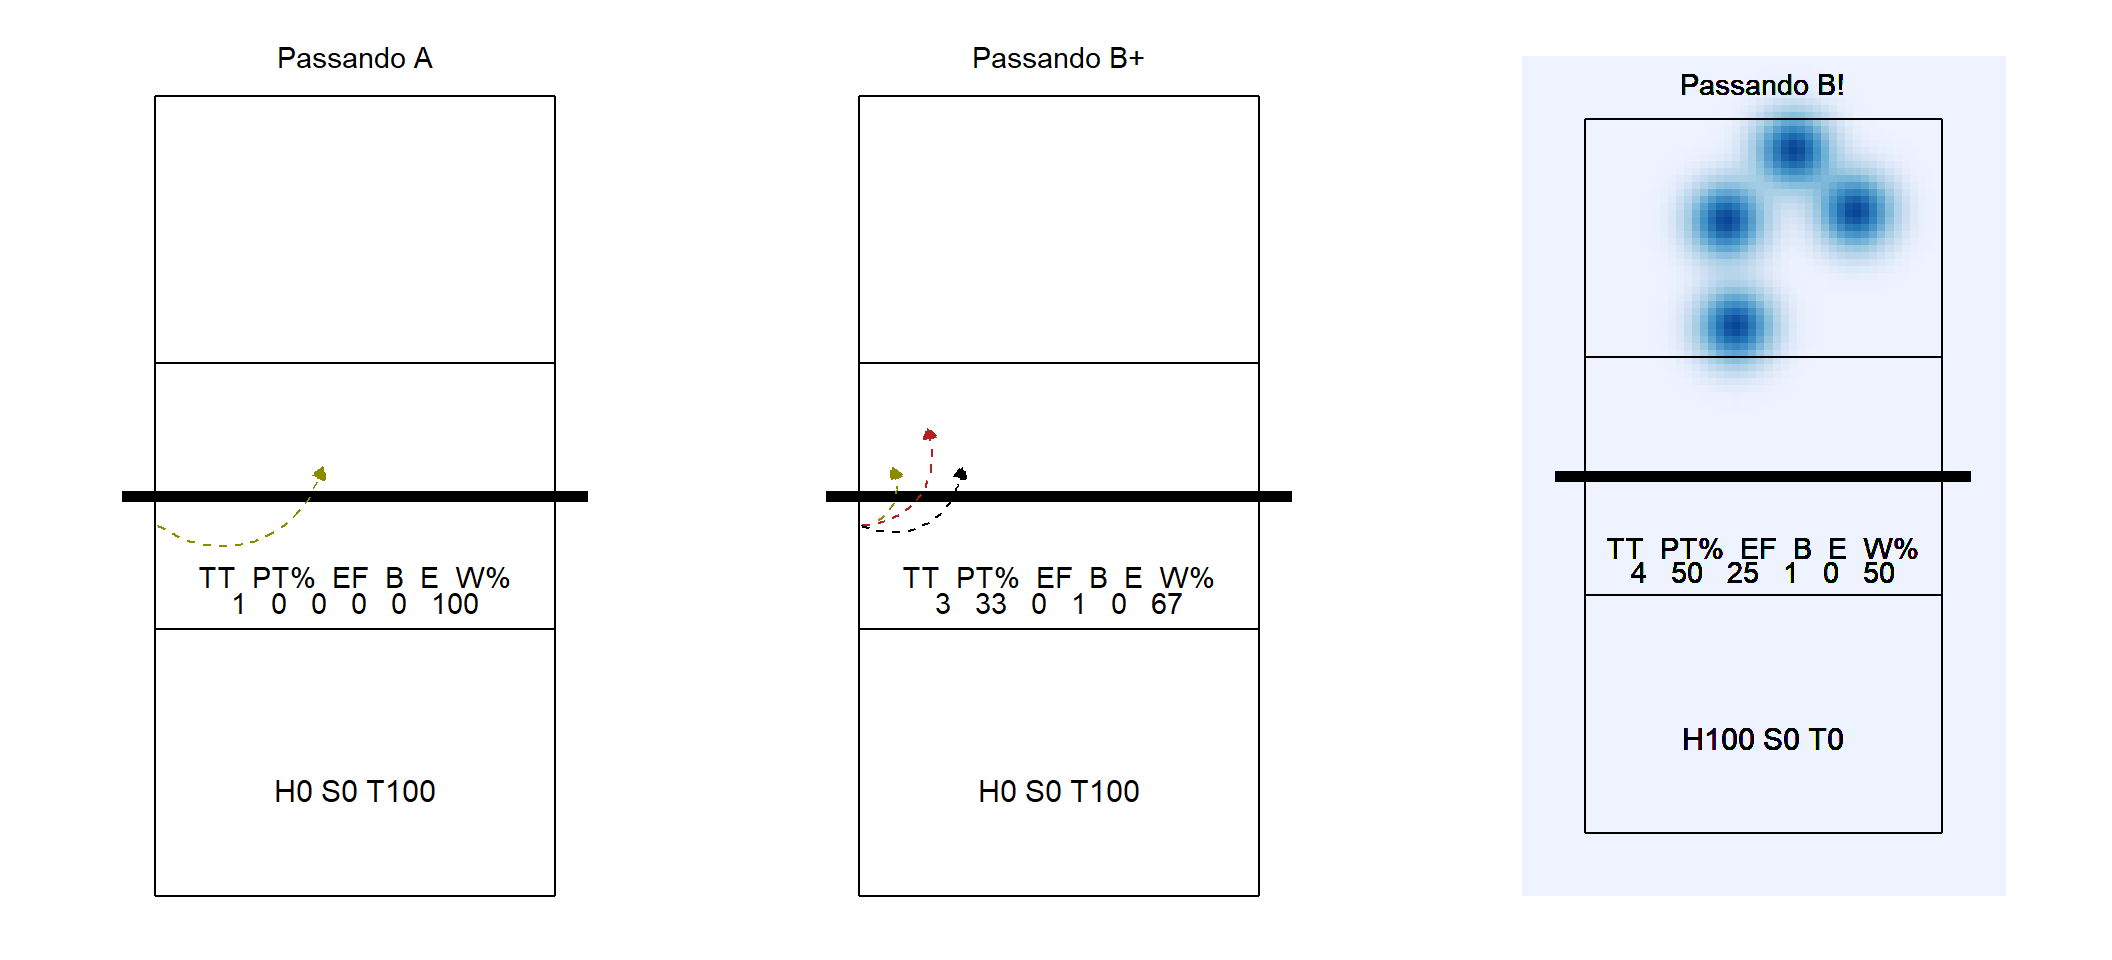 Passando A
TT PT% EF B E W%
1 0 0 0 0 100
H0 S0 T100
Passando B+
TT PT% EF B E W%
3 33 0 1 0 67
H0 S0 T100
Passando B!
TT PT% EF B E W%
4 50 25 1 0 50
H100 S0 T0